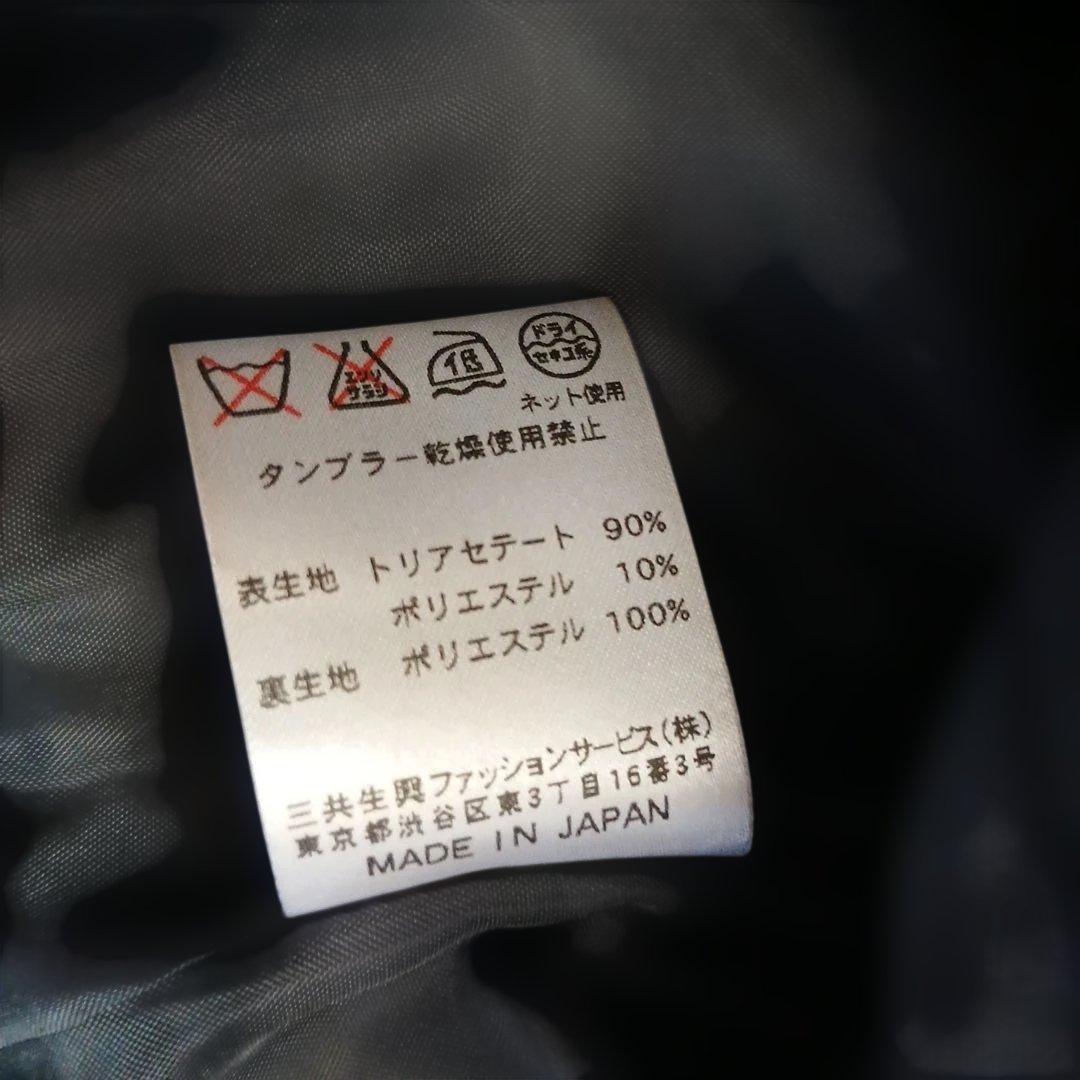 エンソ
サラシ
低
ドライ
セキユ系
ネット使用
タンブラー乾燥使用禁止
表生地 トリアセテート 90%
ポリエステル 10%
裏生地 ポリエステル 100%
三共生興ファッションサービス(株)
東京都渋谷区東3丁目16番3号
MADE IN JAPAN